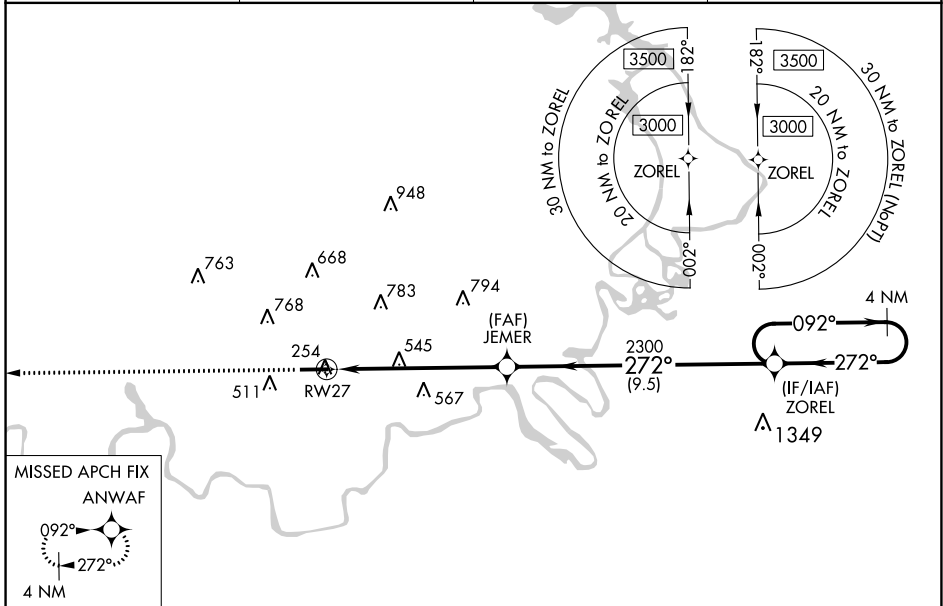 182°
182°
3500
3500
30 NM to ZOREL
20 NM to ZOREL
3000
ZOREL
002°
3000
ZOREL
20 NM to ZOREL
30 NM to ZOREL (NoPT)
002°
948
763
668
768
783
794
4 NM
092°
(FAF)
JEMER
254
545
2300
272°
(9.5)
272°
511
RW27
567
(IF/IAF)
ZOREL
1349
MISSED APCH FIX
ANWAF
092°
272°
4 NM